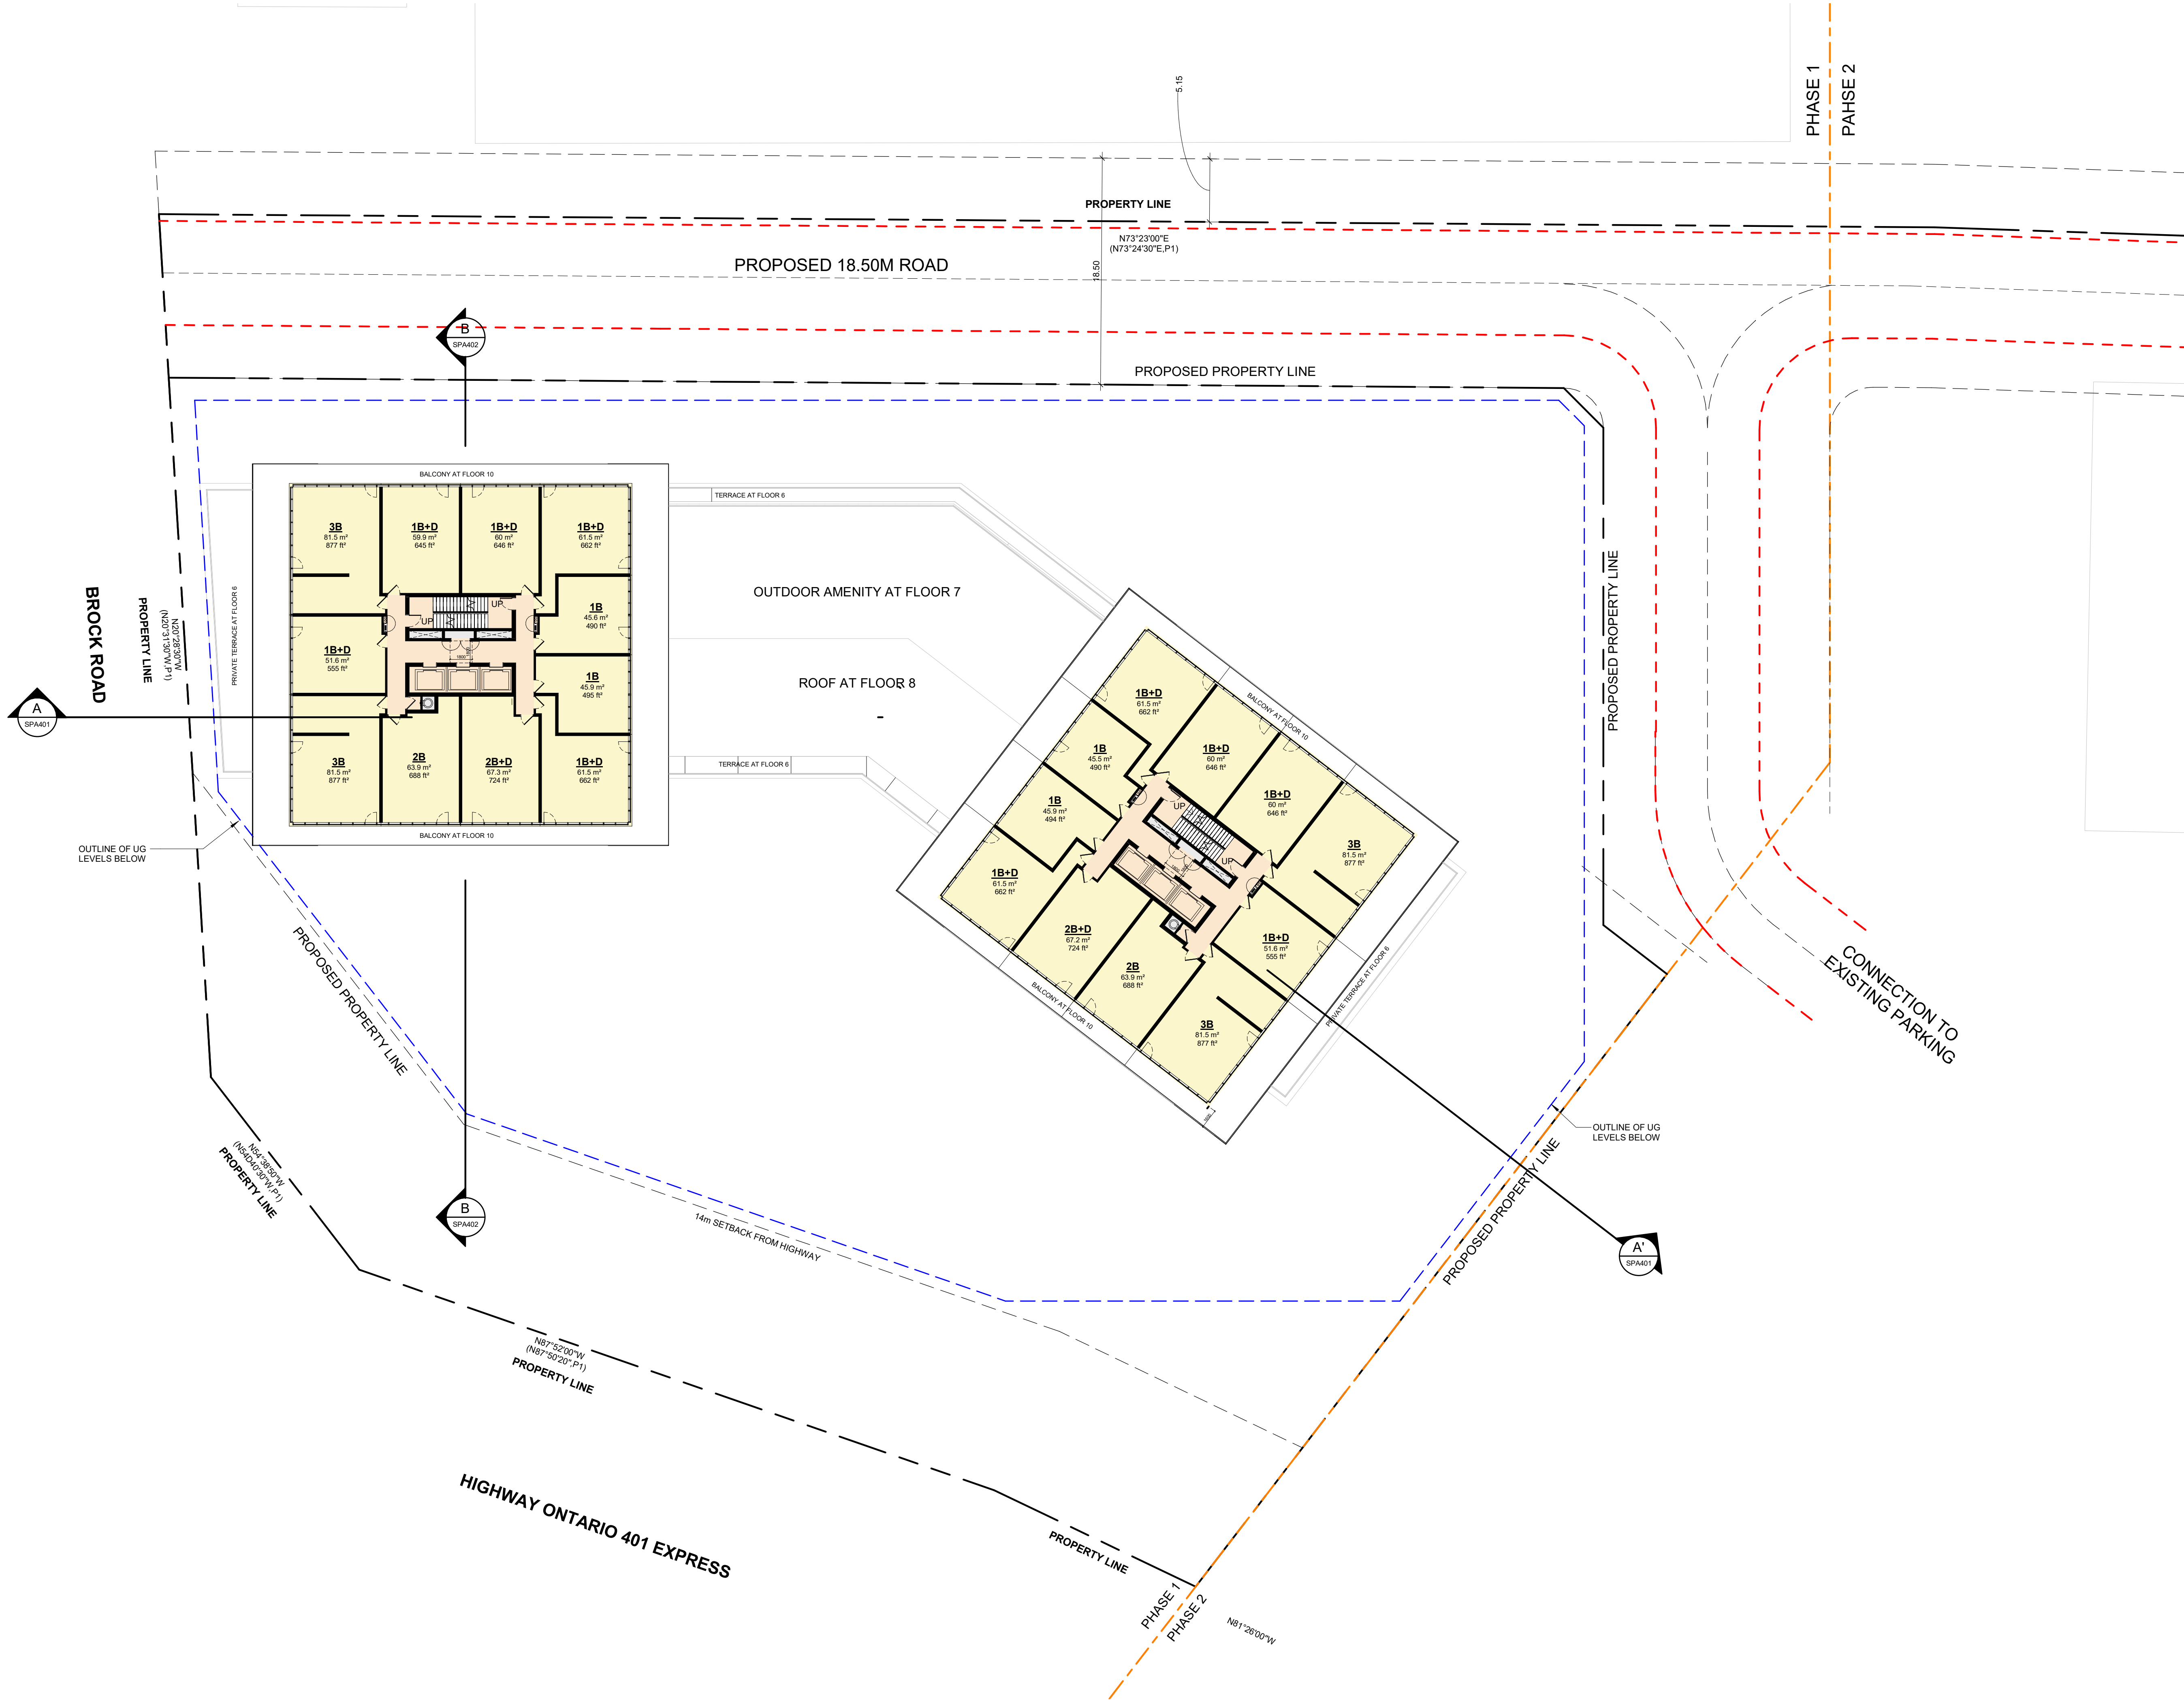 PHASE 1
PAHSE 2
5.15
PROPERTY LINE
N73°23'00"E
(N73°24'30"E,P1)
PROPOSED 18.50M ROAD
18.50
B
SPA402
PROPOSED PROPERTY LINE
BALCONY AT FLOOR 10
TERRACE AT FLOOR 6
3B
81.5 m²
877 ft²
1B+D
59.9 m²
645 ft²
1B+D
60 m²
646 ft²
1B+D
61.5 m²
662 ft²
OUTDOOR AMENITY AT FLOOR 7
PROPOSED PROPERTY LINE
BROCK ROAD
PROPERTY LINE
N20°28'30"W
(N20°31'30"W,P1)
PRIVATE TERRACE AT FLOOR 6
UP
UP
1B
45.6 m²
490 ft²
1B+D
51.6 m²
555 ft²
1800
1B
45.9 m²
495 ft²
ROOF AT FLOOR 8
A
SPA401
3B
81.5 m²
877 ft²
2B
63.9 m²
688 ft²
2B+D
67.3 m²
724 ft²
1B+D
61.5 m²
662 ft²
TERRACE AT FLOOR 6
BALCONY AT FLOOR 10
OUTLINE OF UG
LEVELS BELOW
1B+D
61.5 m²
662 ft²
BALCONY AT FLOOR 10
1B
45.5 m²
490 ft²
1B+D
60 m²
646 ft²
1B
45.9 m²
494 ft²
1B+D
60 m²
646 ft²
UP
UP
1800
3B
81.5 m²
877 ft²
1B+D
61.5 m²
662 ft²
2B+D
67.2 m²
724 ft²
1B+D
51.6 m²
555 ft²
2B
63.9 m²
688 ft²
BALCONY AT FLOOR 10
PRIVATE TERRACE AT FLOOR 6
3B
81.5 m²
877 ft²
CONNECTION TO
EXISTING PARKING
PROPOSED PROPERTY LINE
OUTLINE OF UG
LEVELS BELOW
N54°38'50"W
(N54D40'30"W,P1)
PROPERTY LINE
B
SPA402
14m SETBACK FROM HIGHWAY
PROPOSED PROPERTY LINE
A'
SPA401
N87°52'00"W
(N87°50'20",P1)
PROPERTY LINE
HIGHWAY ONTARIO 401 EXPRESS
PROPERTY LINE
PHASE 1
PHASE 2
N81°26'00"W